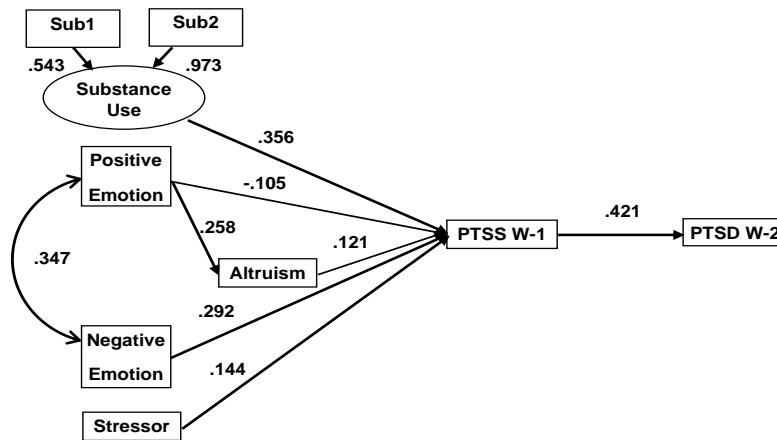 Sub1
Sub2
.543
.973
Substance
Use
.356
Positive
Emotion
-.105
.258
.121
PTSS W-1
.421
PTSD W-2
.347
Altruism
.292
Negative
Emotion
.144
Stressor